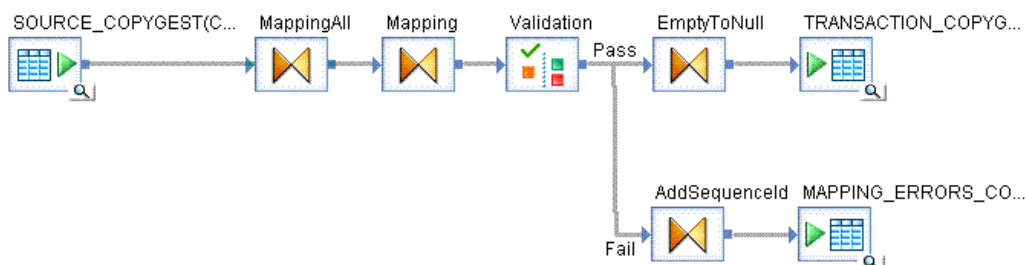 SOURCE_COPYGEST(C... MappingAll Mapping Validation EmptyToNull TRANSACTION_COPYG...
Pass
AddSequenceId MAPPING_ERRORS_CO...
Fail